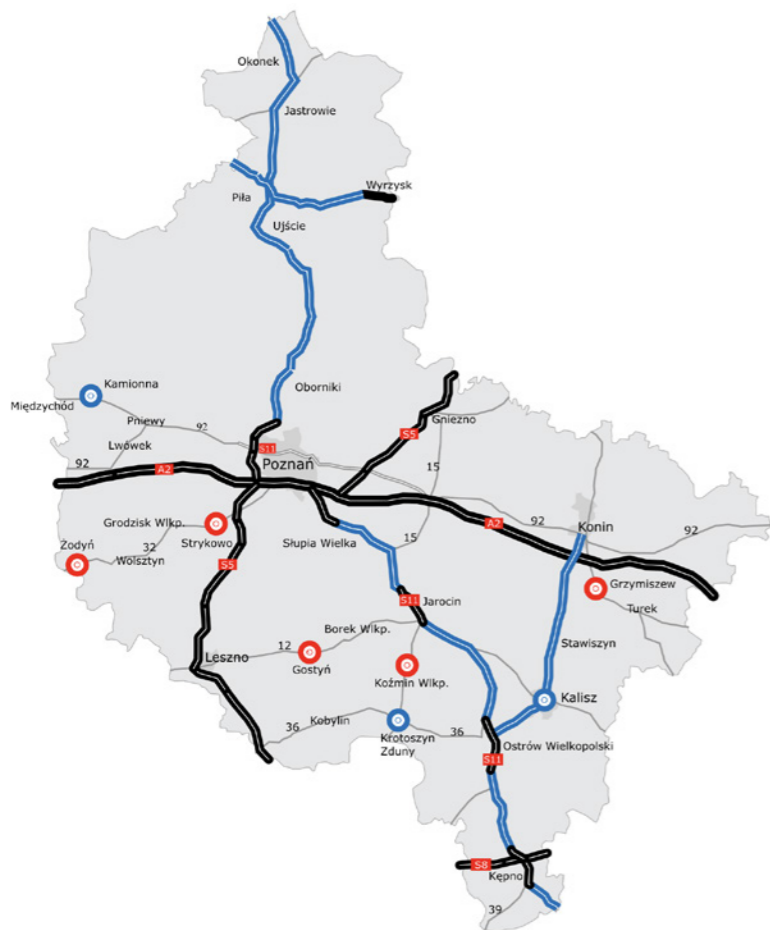 Okonek
Jastrowie
Wyrzysk
Piła
Ujście
Kamionna
Międzychód
Oborniki
Pniewy
92
Gniezno
S5
Lwówek
S11
92
Poznań
15
A2
Grodzisk Wlkp.
A2
92
Konin
92
Strykowo
Słupia Wielka
15
Żodyń
32
Wolsztyn
S5
Grzymiszew
S11
Jarocin
Turek
Borek Wlkp.
12
Stawiszyn
Leszno
Gostyń
Koźmin Wlkp.
Kalisz
36
Kobylin
Krotoszyn
Zduny
36
Ostrów Wielkopolski
S11
S8
Kępno
39